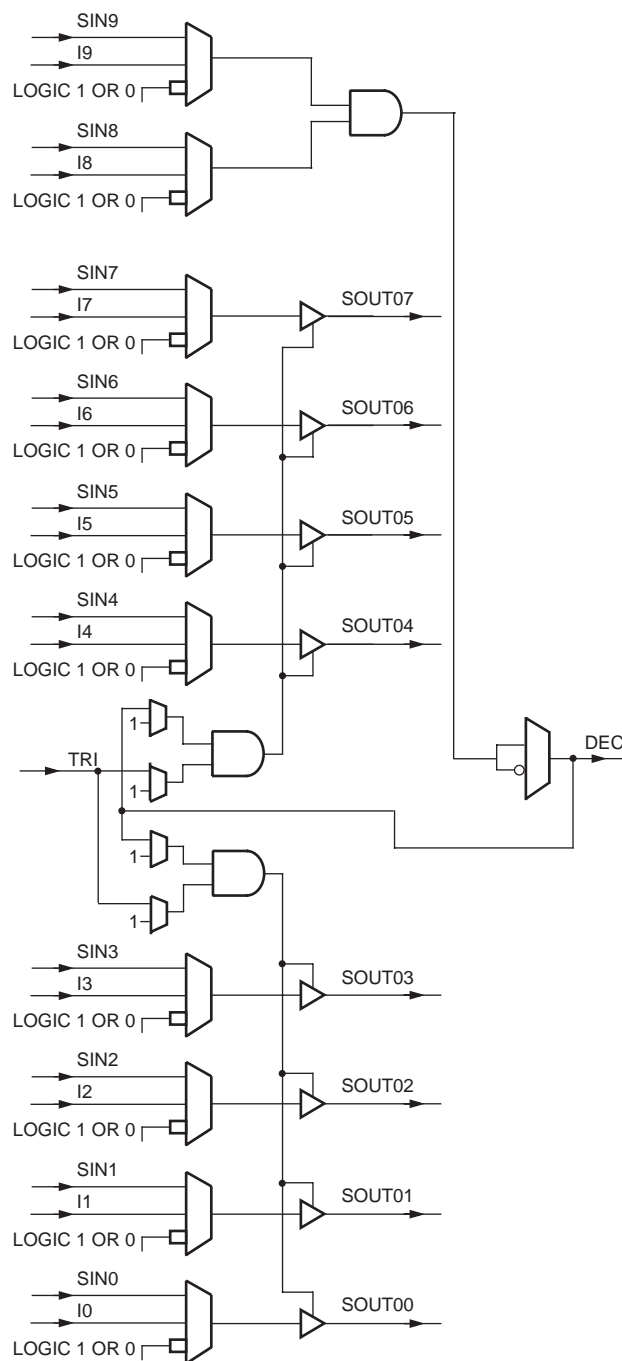 SIN9
I9
LOGIC 1 OR 0
SIN8
I8
LOGIC 1 OR 0
SIN7
I7
LOGIC 1 OR 0
SOUT07
SIN6
I6
LOGIC 1 OR 0
SOUT06
SIN5
I5
LOGIC 1 OR 0
SOUT05
SIN4
I4
LOGIC 1 OR 0
SOUT04
1
TRI
1
DEC
1
1
SIN3
I3
LOGIC 1 OR 0
SOUT03
SIN2
I2
LOGIC 1 OR 0
SOUT02
SIN1
I1
LOGIC 1 OR 0
SOUT01
SIN0
I0
LOGIC 1 OR 0
SOUT00